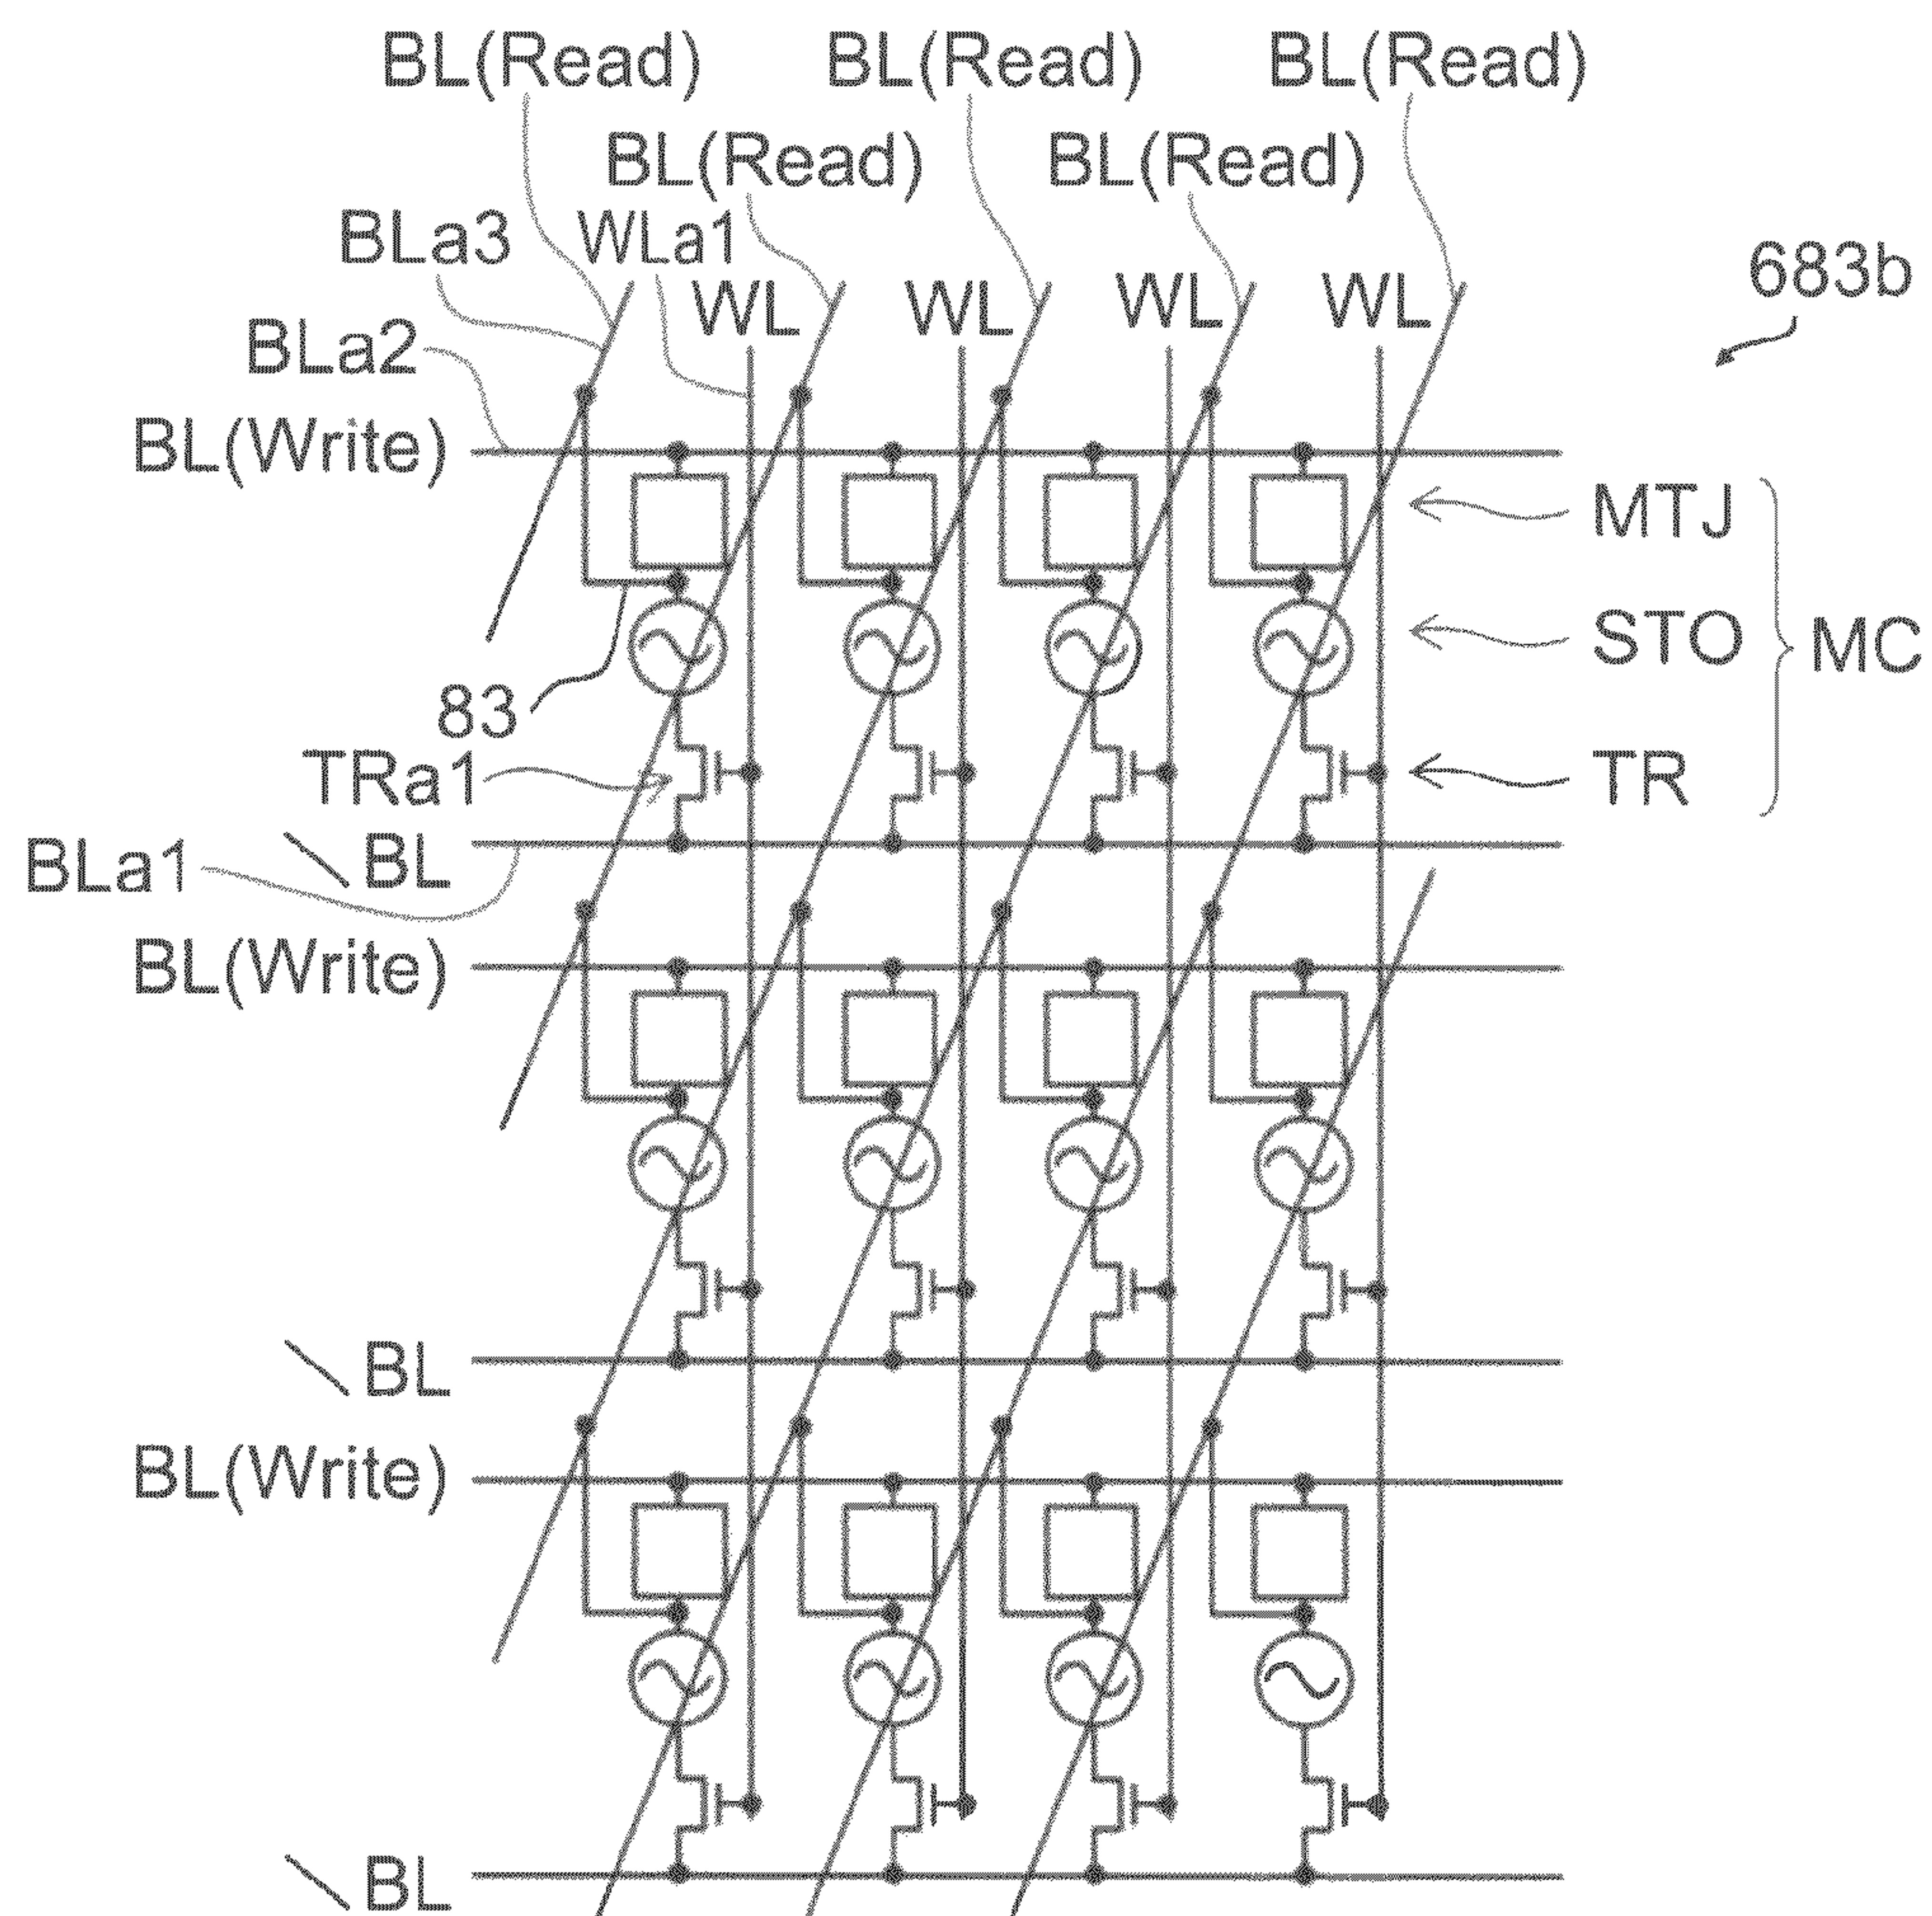 BL(Read) BL(Read) BL(Read)
BL(Read) BL(Read)
BLa3 WLa1
683b
WL WL WL WL
BLa2
BL(Write)
MTJ
STO MC
83
TRa1 TR
\ BL
BLa1
BL(Write)
\ BL
BL(Write)
\ BL